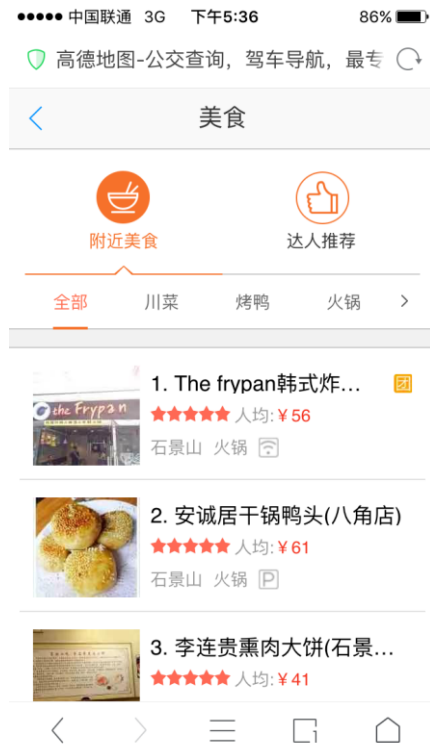 中国联通 3G 下午5:36 86%
高德地图-公交查询，驾车导航，最专
美食
附近美食 达人推荐
全部 川菜 烤鸭 火锅
the Frypan
1. The frypan韩式炸... 团
人均:￥56
石景山 火锅
2. 安诚居干锅鸭头(八角店)
人均:￥61
石景山 火锅 P
3. 李连贵熏肉大饼(石景...
人均:￥41
1